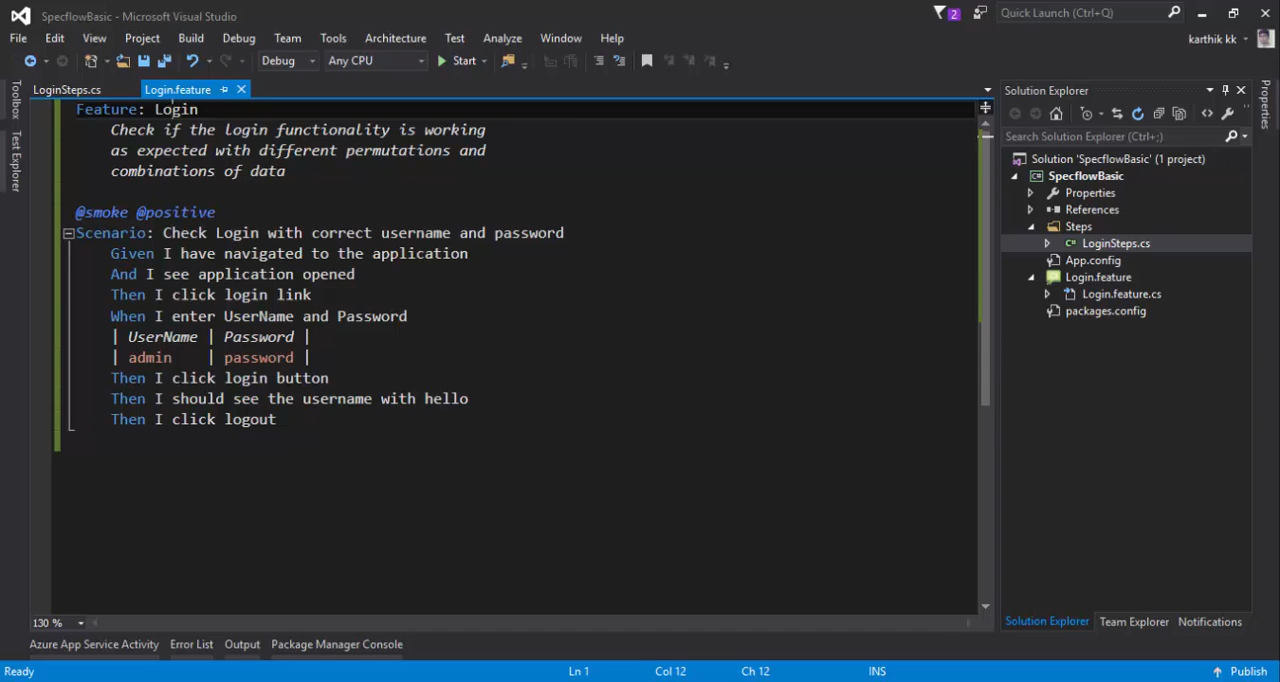 SpecflowBasic - Microsoft Visual Studio
2
Quick Launch (Ctrl+Q)
File Edit View Project Build Debug Team Tools Architecture Test Analyze Window Help
karthik kk
Debug Any CPU Start
LoginSteps.cs Login.feature
Toolbox
Test Explorer
Feature: Login
Check if the login functionality is working
as expected with different permutations and
combinations of data
@smoke @positive
Scenario: Check Login with correct username and password
Given I have navigated to the application
And I see application opened
Then I click login link
When I enter UserName and Password
| UserName | Password |
| admin | password |
Then I click login button
Then I should see the username with hello
Then I click logout
130 %
Solution Explorer
Search Solution Explorer (Ctrl+;)
Solution 'SpecflowBasic' (1 project)
SpecflowBasic
Properties
References
Steps
LoginSteps.cs
App.config
Login.feature
Login.feature.cs
packages.config
Solution Explorer Team Explorer Notifications
Properties
Azure App Service Activity Error List Output Package Manager Console
Ready Ln 1 Col 12 Ch 12 INS Publish